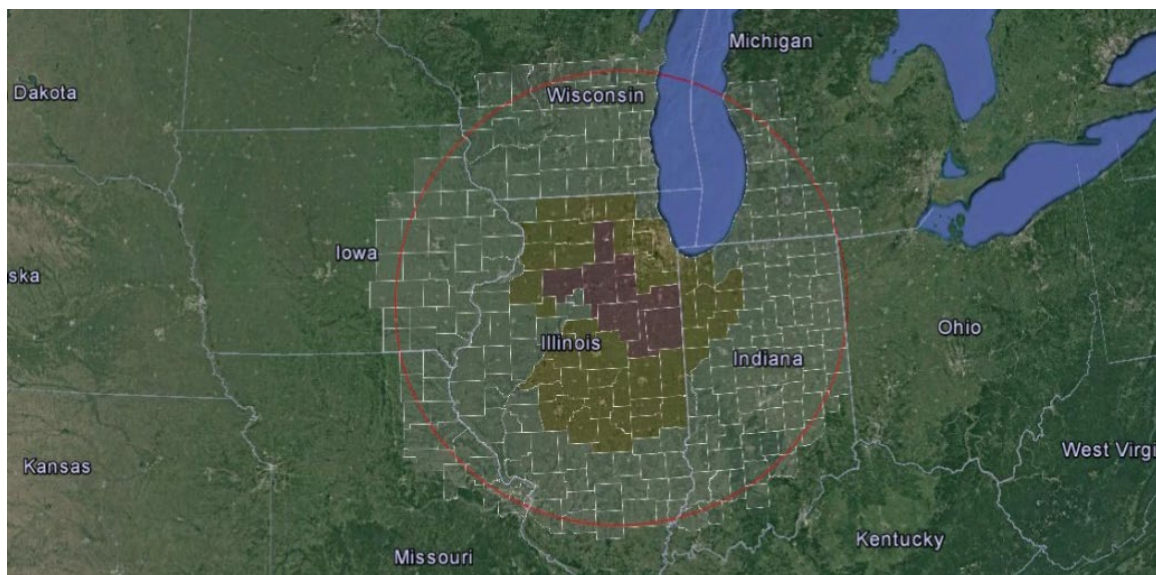 Michigan
Dakota
Wisconsin
Iowa
ska
Illinois
Ohio
Indiana
Kansas
West Virgi
Kentucky
Missouri